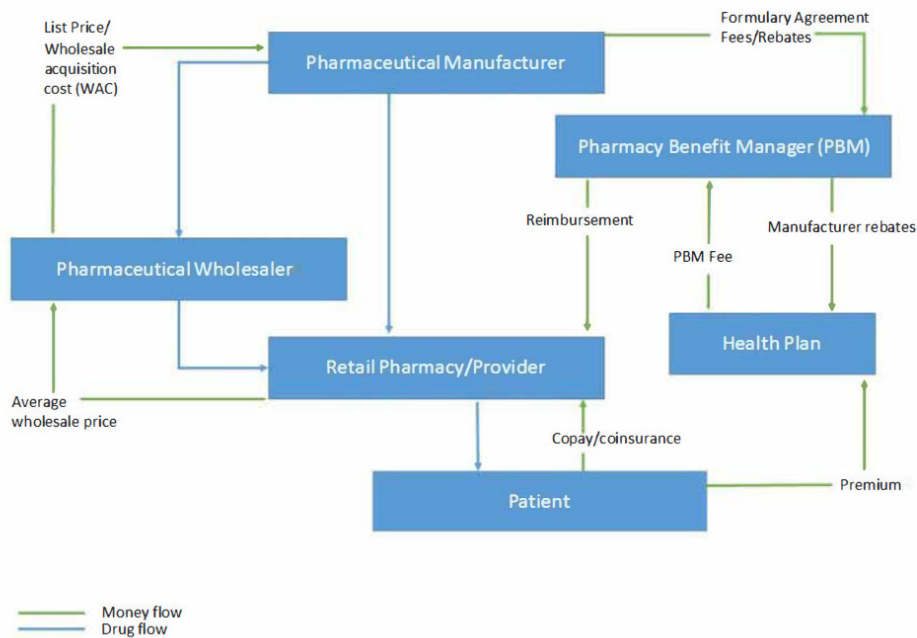 List Price/
Wholesale
acquisition
cost (WAC)
Formulary Agreement
Fees/Rebates
Pharmaceutical Manufacturer
Pharmacy Benefit Manager (PBM)
Reimbursement
Manufacturer rebates
PBM Fee
Pharmaceutical Wholesaler
Health Plan
Retail Pharmacy/Provider
Average
wholesale price
Copay/coinsurance
Patient
Premium
Money flow
Drug flow